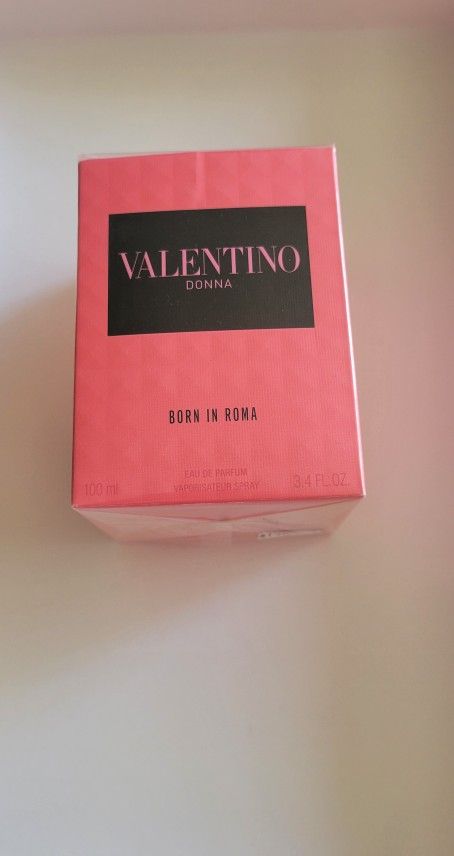 VALENTINO
DONNA
BORN IN ROMA
EAU DE PARFUM
100 ml VAPORISATEUR SPRAY 3.4 FL.OZ.